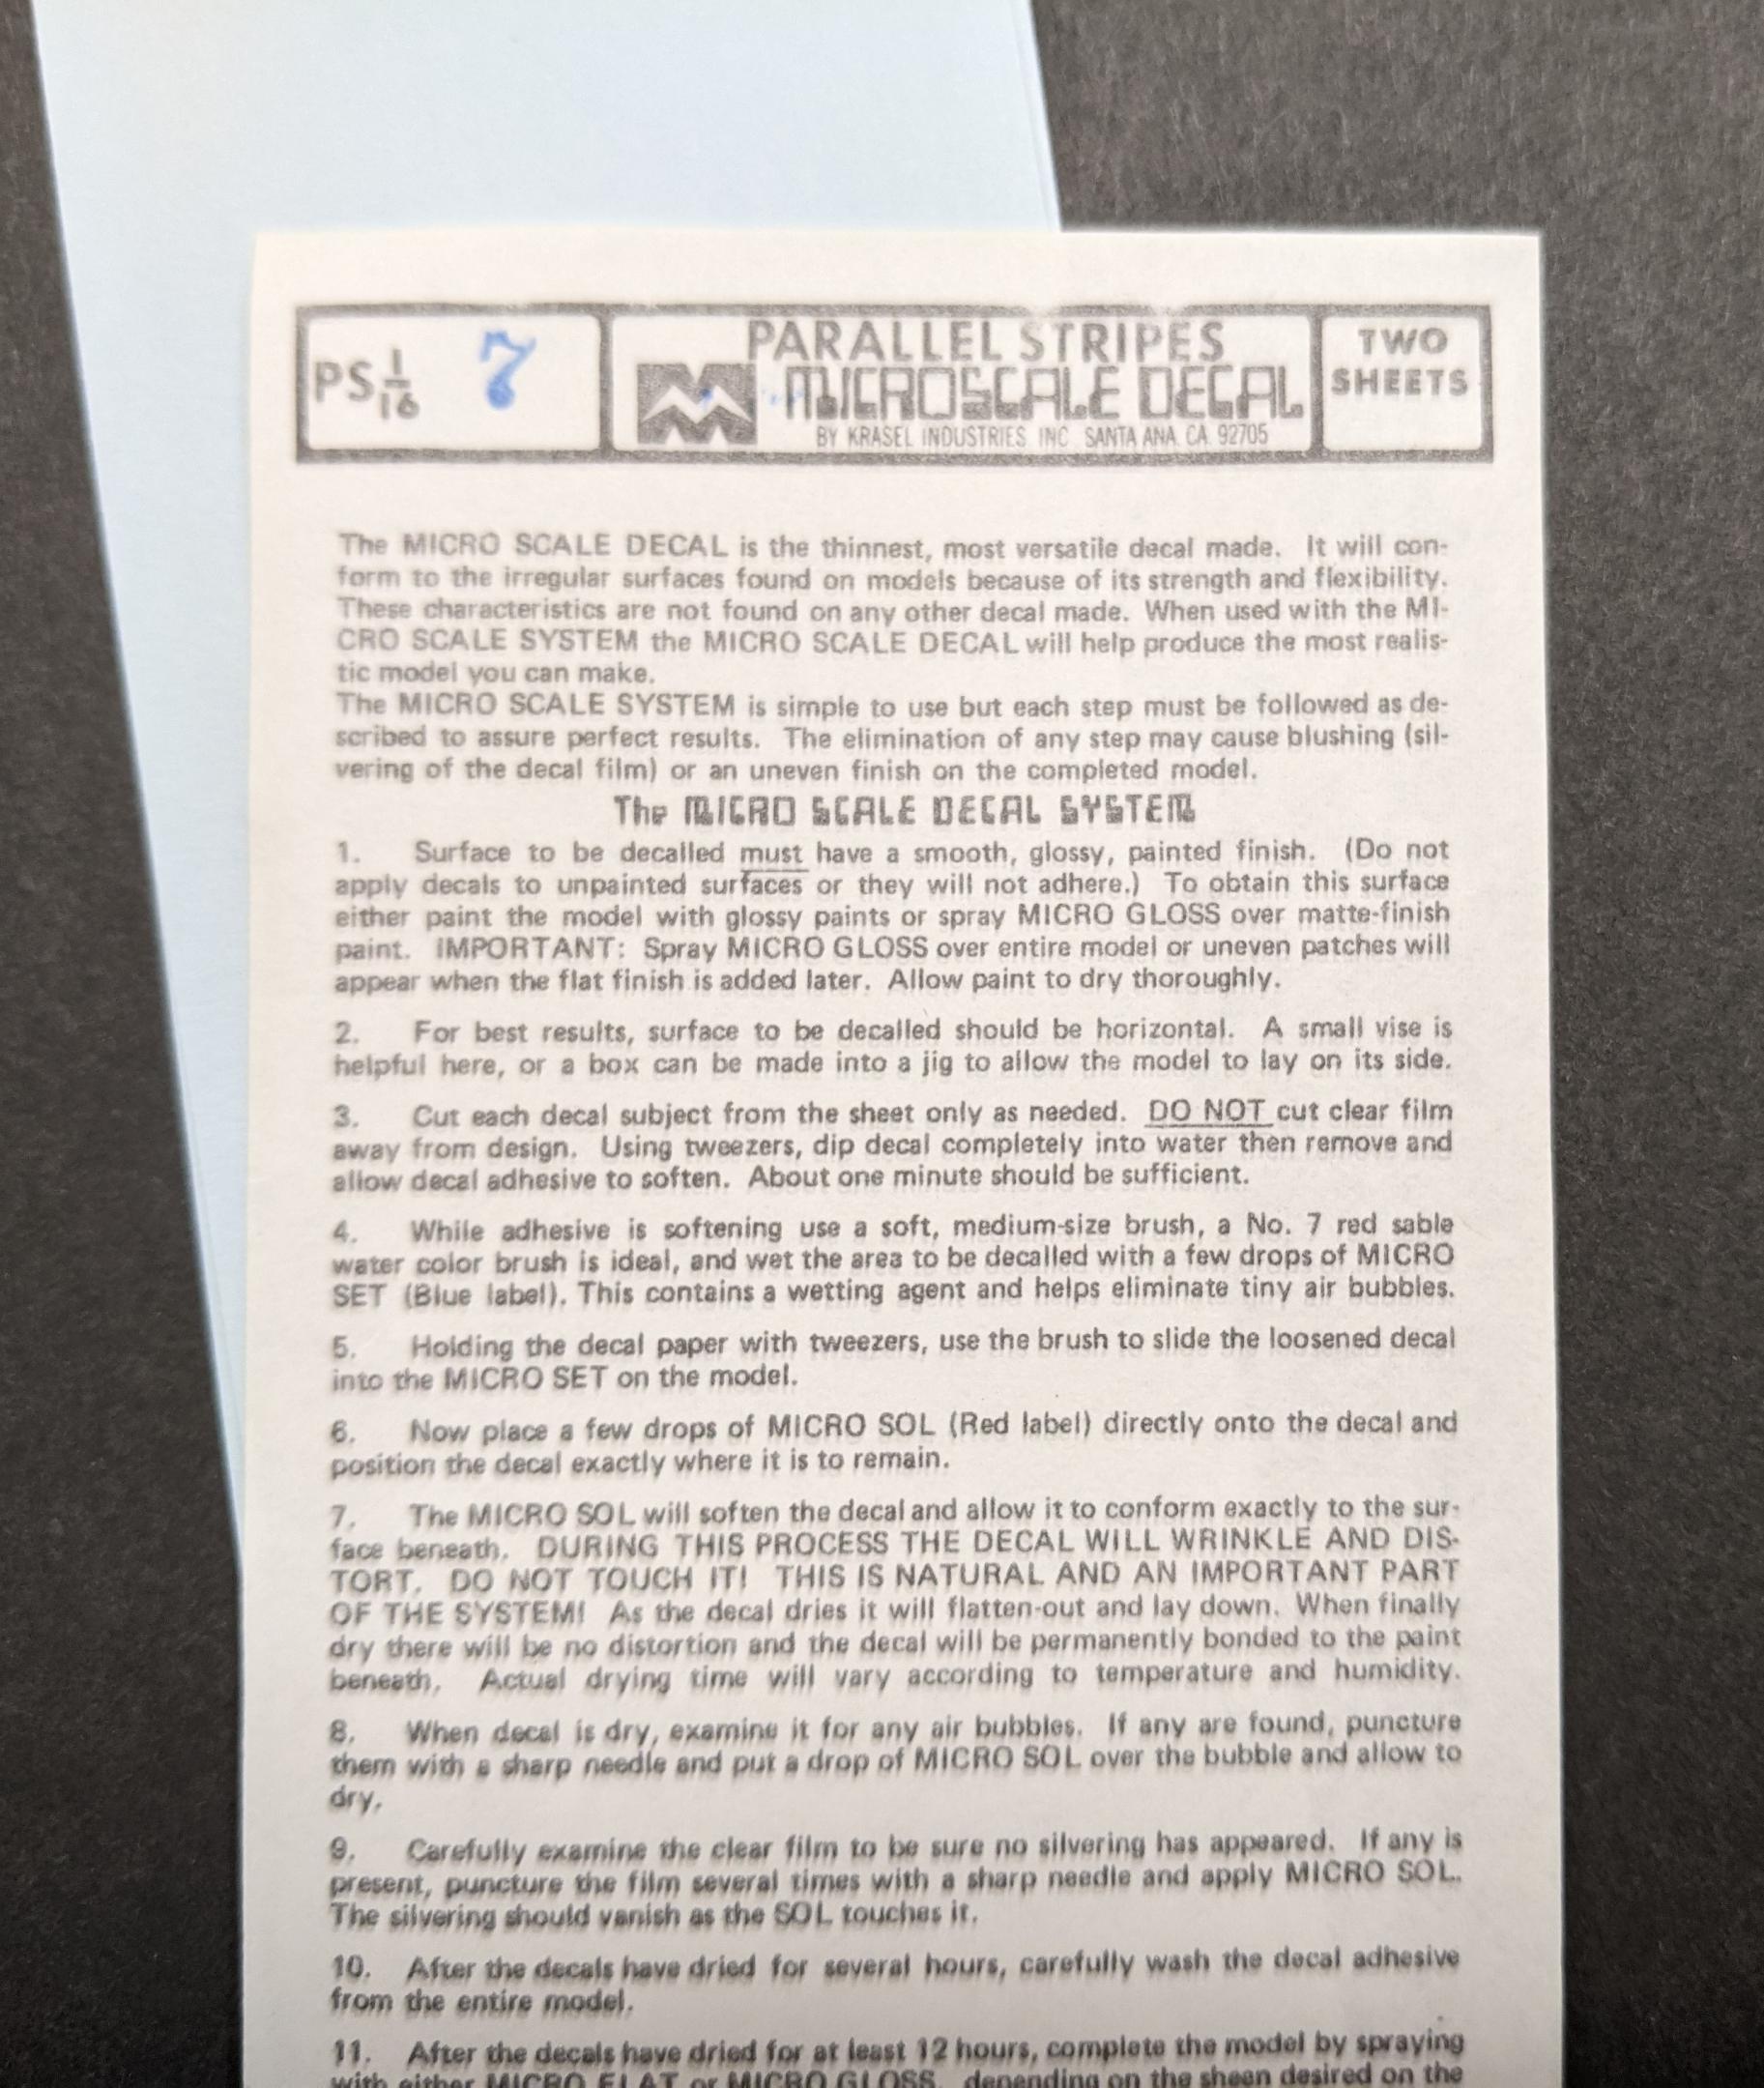 PS 1/16 7
PARALLEL STRIPES
MICROSCALE DECAL
BY KRASEL INDUSTRIES INC SANTA ANA CA 92705
TWO
SHEETS
The MICRO SCALE DECAL is the thinnest, most versatile decal made. It will con-
form to the irregular surfaces found on models because of its strength and flexibility.
These characteristics are not found on any other decal made. When used with the MI-
CRO SCALE SYSTEM the MICRO SCALE DECAL will help produce the most realis-
tic model you can make.
The MICRO SCALE SYSTEM is simple to use but each step must be followed as de-
scribed to assure perfect results. The elimination of any step may cause blushing (sil-
vering of the decal film) or an uneven finish on the completed model.
The MICRO SCALE DECAL SYSTEM
1. Surface to be decalled must have a smooth, glossy, painted finish. (Do not
apply decals to unpainted surfaces or they will not adhere.) To obtain this surface
either paint the model with glossy paints or spray MICRO GLOSS over matte-finish
paint. IMPORTANT: Spray MICRO GLOSS over entire model or uneven patches will
appear when the flat finish is added later. Allow paint to dry thoroughly.
2. For best results, surface to be decalled should be horizontal. A small vise is
helpful here, or a box can be made into a jig to allow the model to lay on its side.
3. Cut each decal subject from the sheet only as needed. DO NOT cut clear film
away from design. Using tweezers, dip decal completely into water then remove and
allow decal adhesive to soften. About one minute should be sufficient.
4. While adhesive is softening use a soft, medium-size brush, a No. 7 red sable
water color brush is ideal, and wet the area to be decalled with a few drops of MICRO
SET (Blue label). This contains a wetting agent and helps eliminate tiny air bubbles.
5. Holding the decal paper with tweezers, use the brush to slide the loosened decal
into the MICRO SET on the model.
6. Now place a few drops of MICRO SOL (Red label) directly onto the decal and
position the decal exactly where it is to remain.
7. The MICRO SOL will soften the decal and allow it to conform exactly to the sur-
face beneath. DURING THIS PROCESS THE DECAL WILL WRINKLE AND DIS-
TORT. DO NOT TOUCH IT! THIS IS NATURAL AND AN IMPORTANT PART
OF THE SYSTEM! As the decal dries it will flatten-out and lay down. When finally
dry there will be no distortion and the decal will be permanently bonded to the paint
beneath. Actual drying time will vary according to temperature and humidity.
8. When decal is dry, examine it for any air bubbles. If any are found, puncture
them with a sharp needle and put a drop of MICRO SOL over the bubble and allow to
dry.
9. Carefully examine the clear film to be sure no silvering has appeared. If any is
present, puncture the film several times with a sharp needle and apply MICRO SOL.
The silvering should vanish as the SOL touches it.
10. After the decals have dried for several hours, carefully wash the decal adhesive
from the entire model.
11. After the decals have dried for at least 12 hours, complete the model by spraying
with either MICRO FLAT or MICRO GLOSS, depending on the sheen desired on the